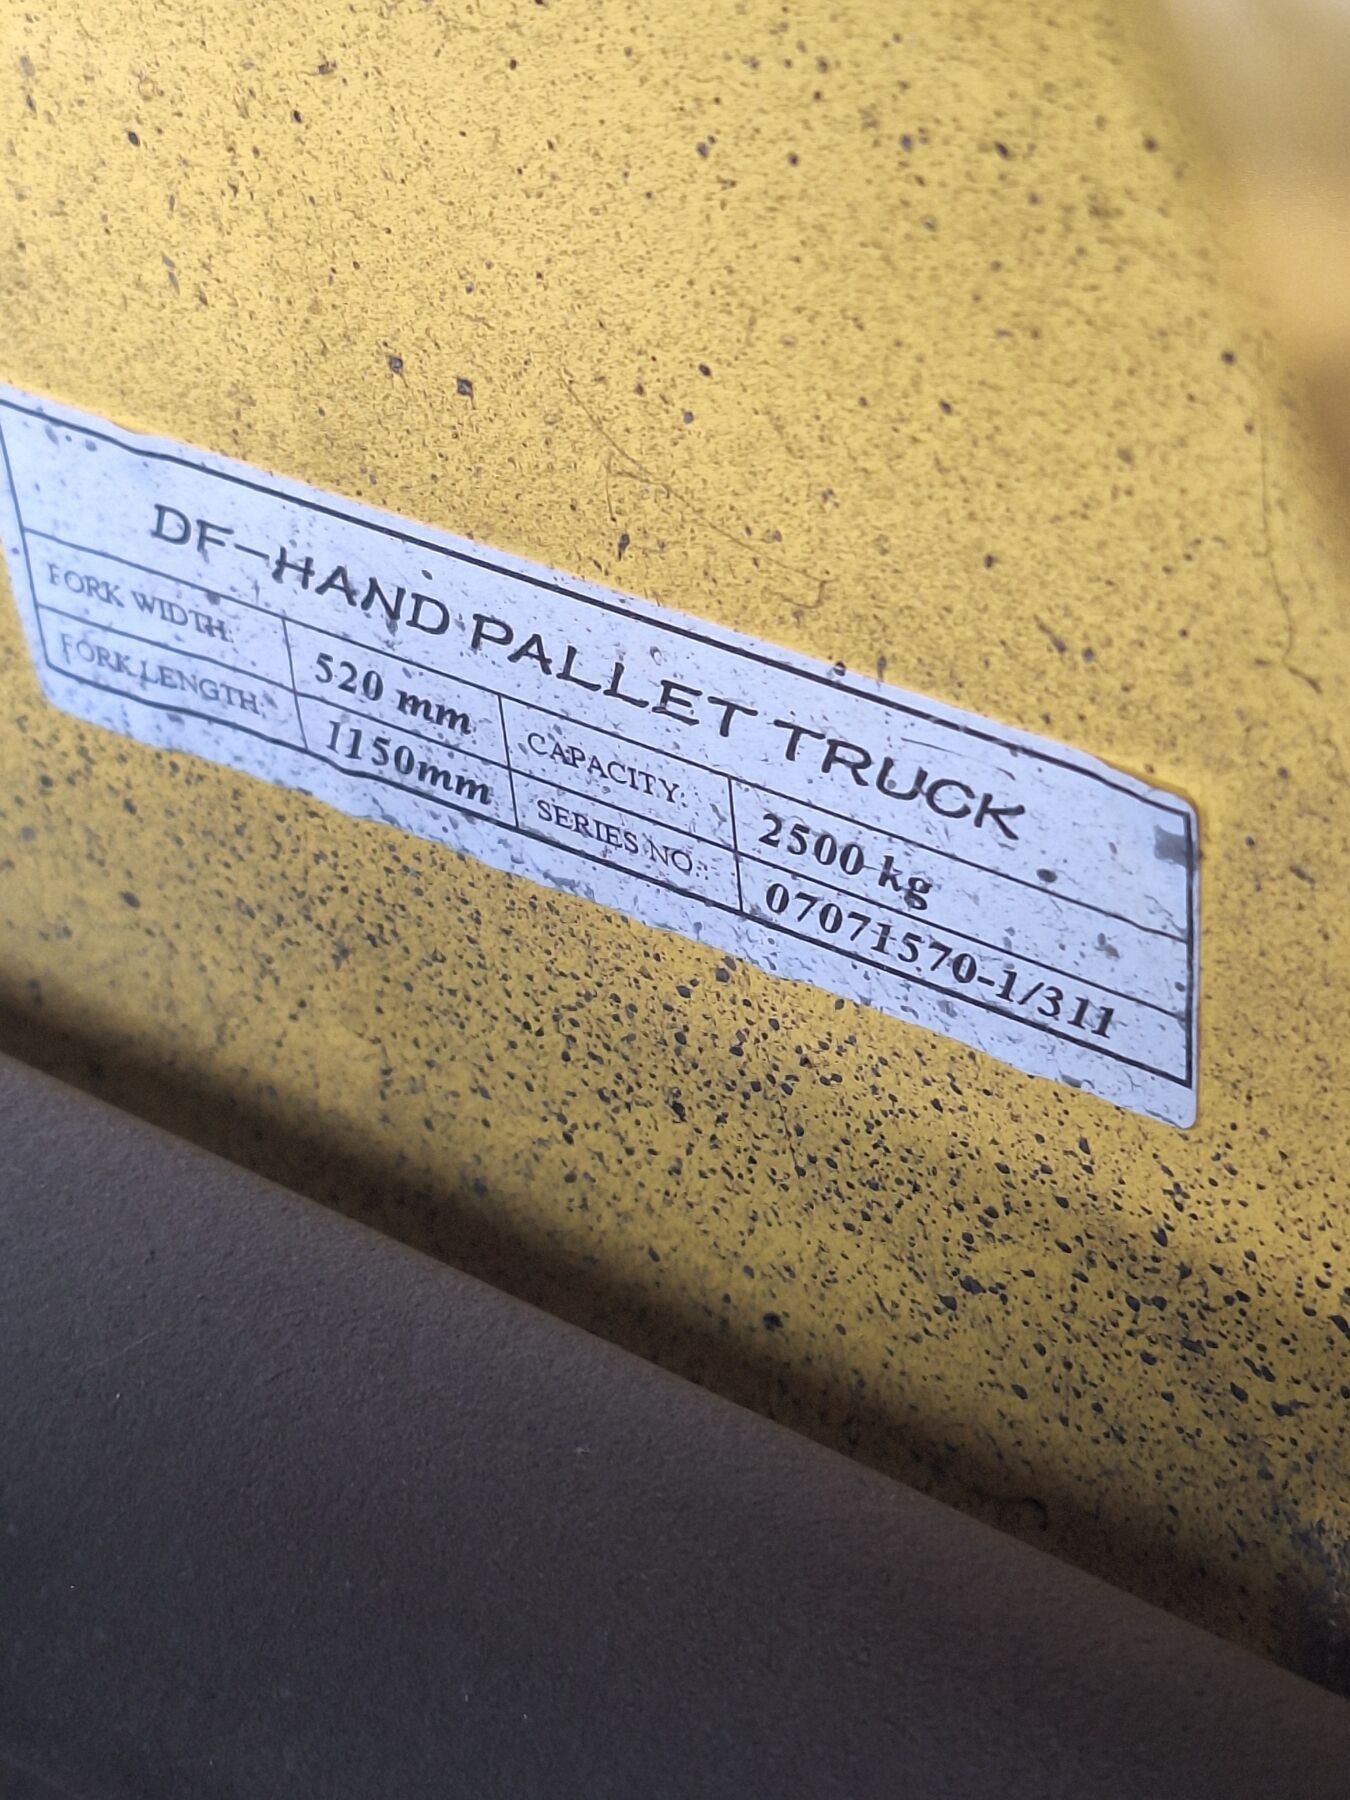 DF-HAND PALLET TRUCK
FORK WIDTH: 520 mm CAPACITY: 2500 kg
FORK LENGTH: 1150mm SERIES NO.: 07071570-1/311